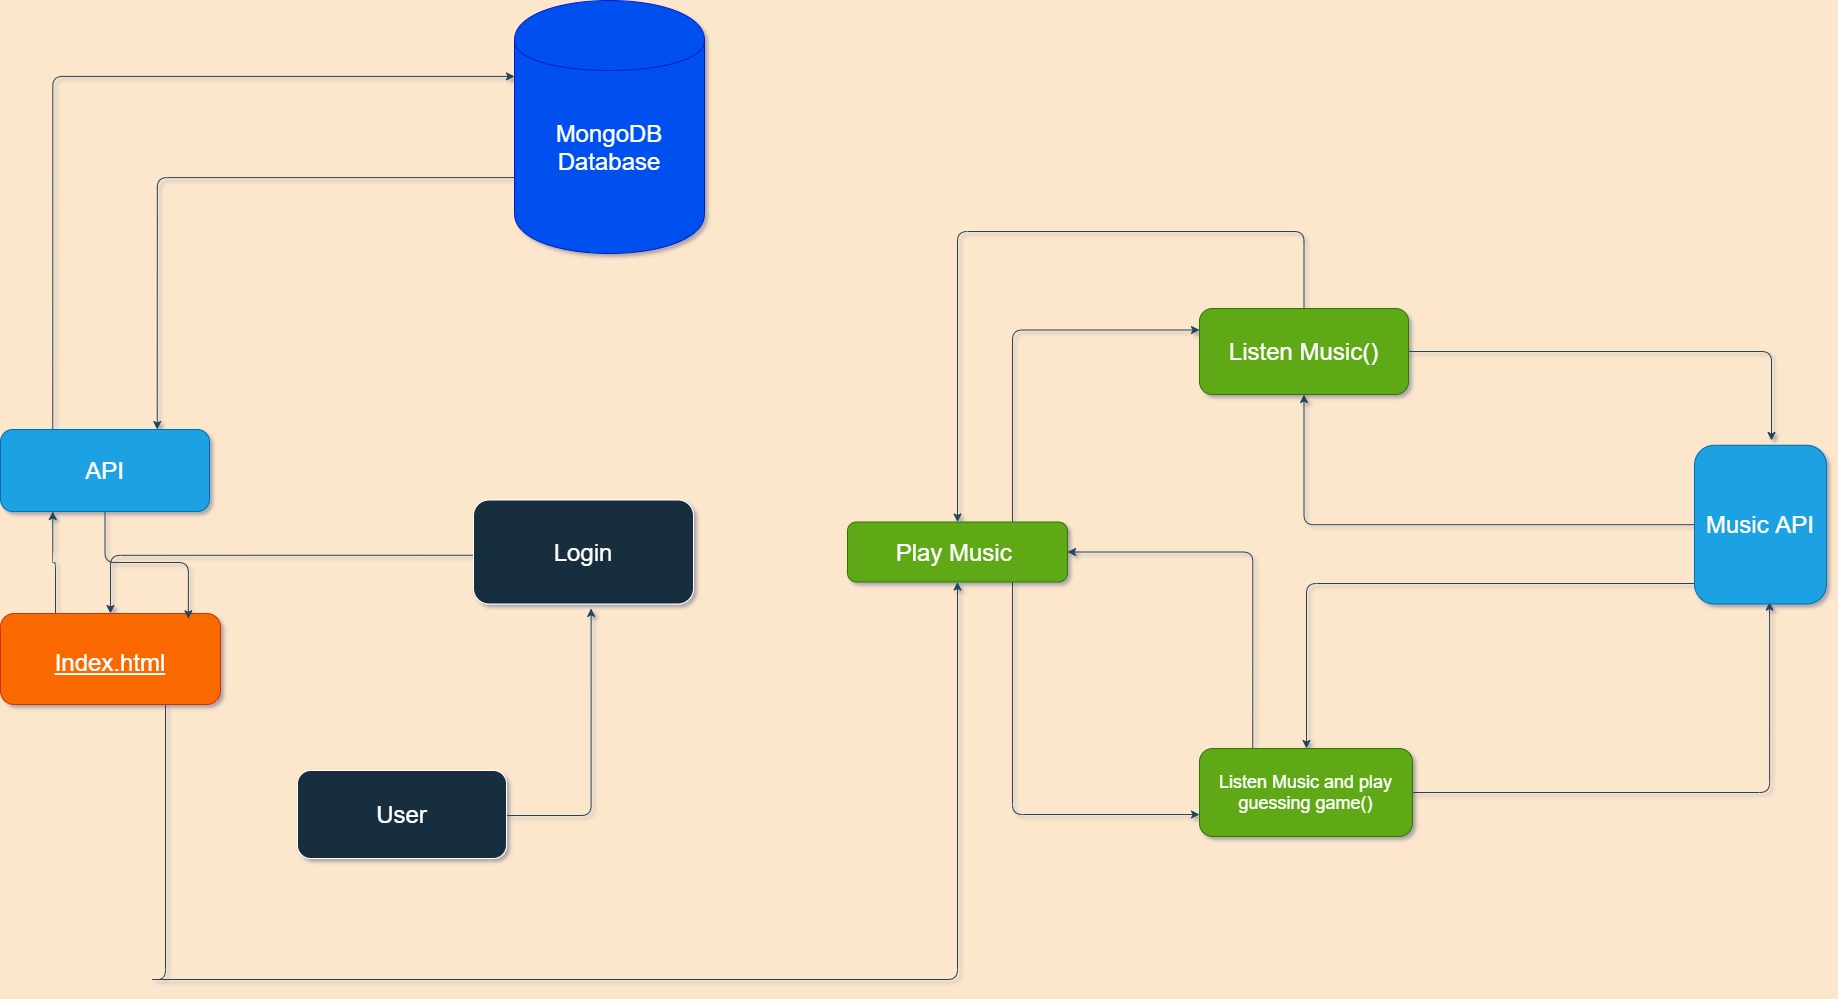 MongoDB
Database
Listen Music()
API
Music API
Login
Play Music
Index.html
Listen Music and play
guessing game()
User